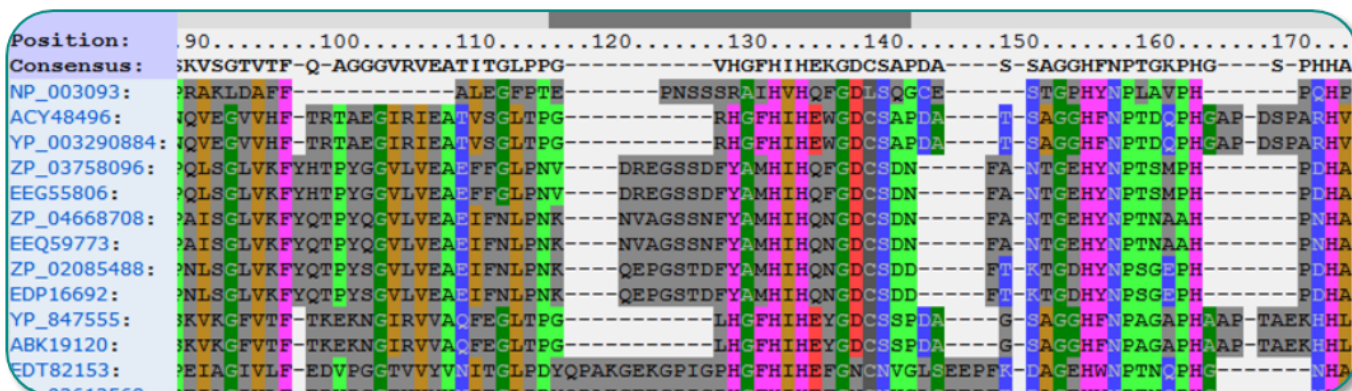 Position: .90.......100.......110.......120.......130.......140.......150.......160.......170...
Consensus: SKVSGTVTF-Q-AGGGVRVEATITGLPPG           VHGFHIHEKGDCSAPDA    S-SAGGHFNPTGKPHG    S-PHHA
NP_003093: PRAKLDAFF------------ALEGFPTE-------PNSSSRAIHVHQFGDLSQGCE------STGPHYNPLAVPH-------PQHP
ACY48496: NQVEGVVHF-TRTAEGIRIEATVSGLTPG-----------RHGFHIHEWGDCSAPDA----T-SAGGHFNPTDQPHGAP-DSPARHV
YP_003290884: NQVEGVVHF-TRTAEGIRIEATVSGLTPG-----------RHGFHIHEWGDCSAPDA----T-SAGGHFNPTDQPHGAP-DSPARHV
ZP_03758096: PQLSGLVKFYHTPYGGVLVEAEFFGLPNV----DREGSSDFYAMHIHQFGDCSDN-----FA-NTGEHYNPTSMPH-------PDHA
EEG55806: PQLSGLVKFYHTPYGGVLVEAEFFGLPNV----DREGSSDFYAMHIHQFGDCSDN-----FA-NTGEHYNPTSMPH-------PDHA
ZP_04668708: PAISGLVKFYQTPYQGVLVEAEIFNLPNK----NVAGSSNFYAMHIHQNGDCSDN-----FA-NTGEHYNPTNAAH-------PNHA
EEQ59773: PAISGLVKFYQTPYQGVLVEAEIFNLPNK----NVAGSSNFYAMHIHQNGDCSDN-----FA-NTGEHYNPTNAAH-------PNHA
ZP_02085488: PNLSGLVKFYQTPYSGVLVEAEIFNLPNK----QEPGSTDFYAMHIHQNGDCSDD-----FT-KTGDHYNPSGEPH-------PDHA
EDP16692: PNLSGLVKFYQTPYSGVLVEAEIFNLPNK----QEPGSTDFYAMHIHQNGDCSDD-----FT-KTGDHYNPSGEPH-------PDHA
YP_847555: SKVKGFVTF-TKEKNGIRVVAQFEGLTPG-----------LHGFHIHEYGDCSSPDA----G-SAGGHFNPAGAPHAAP-TAEKHHL
ABK19120: SKVKGFVTF-TKEKNGIRVVAQFEGLTPG-----------LHGFHIHEYGDCSSPDA----G-SAGGHFNPAGAPHAAP-TAEKHHL
EDT82153: PEIAGIVLF-EDVPGGTVVYVNITGLPDYQPAKGEKGPIGPHGFHIHEFGNCNVGLSEEPFK-DAGEHWNPTNQPHG------NHA